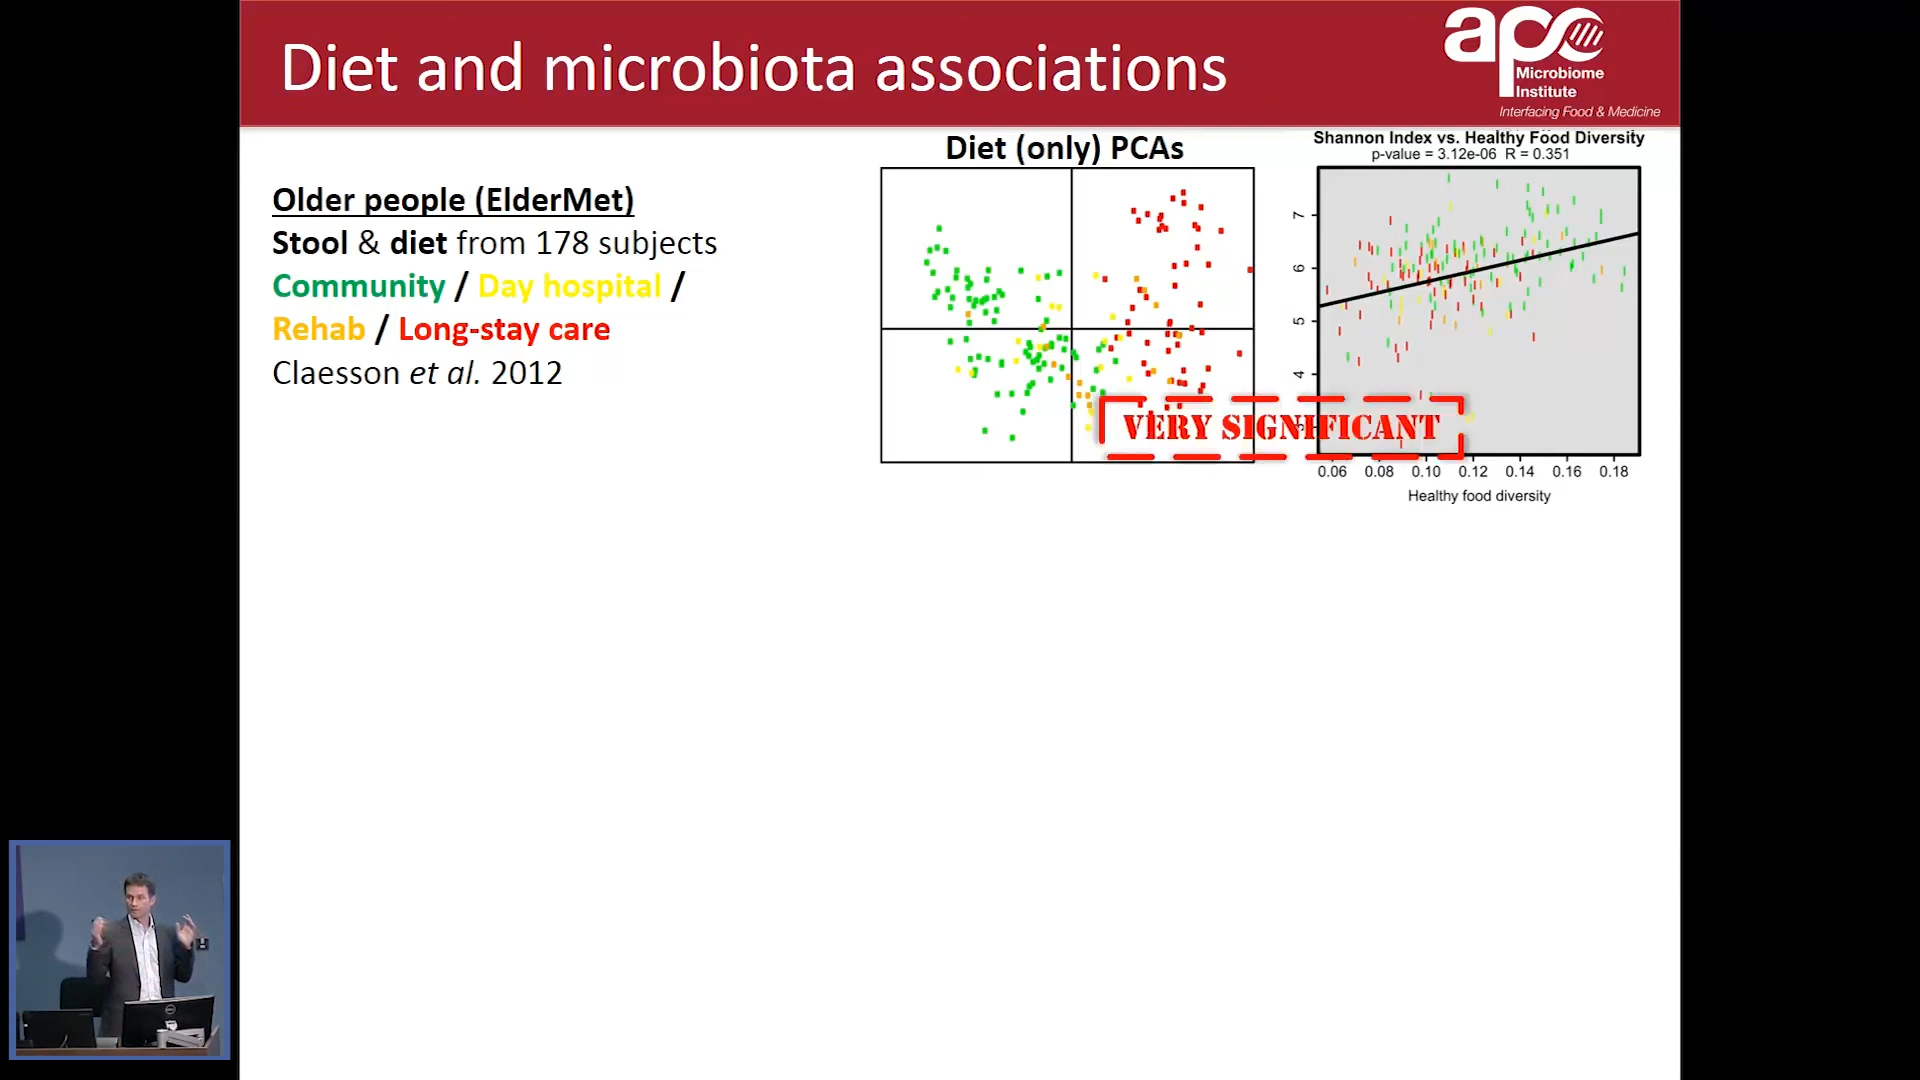 Diet and microbiota associations
apc
Microbiome
Institute
Interfacing Food & Medicine
Older people (ElderMet)
Stool & diet from 178 subjects
Community / Day hospital /
Rehab / Long-stay care
Claesson et al. 2012
Diet (only) PCAs
Shannon Index vs. Healthy Food Diversity
p-value = 3.12e-06 R = 0.351
7
6
5
4
3
VERY SIGNIFICANT
0.06 0.08 0.10 0.12 0.14 0.16 0.18
Healthy food diversity